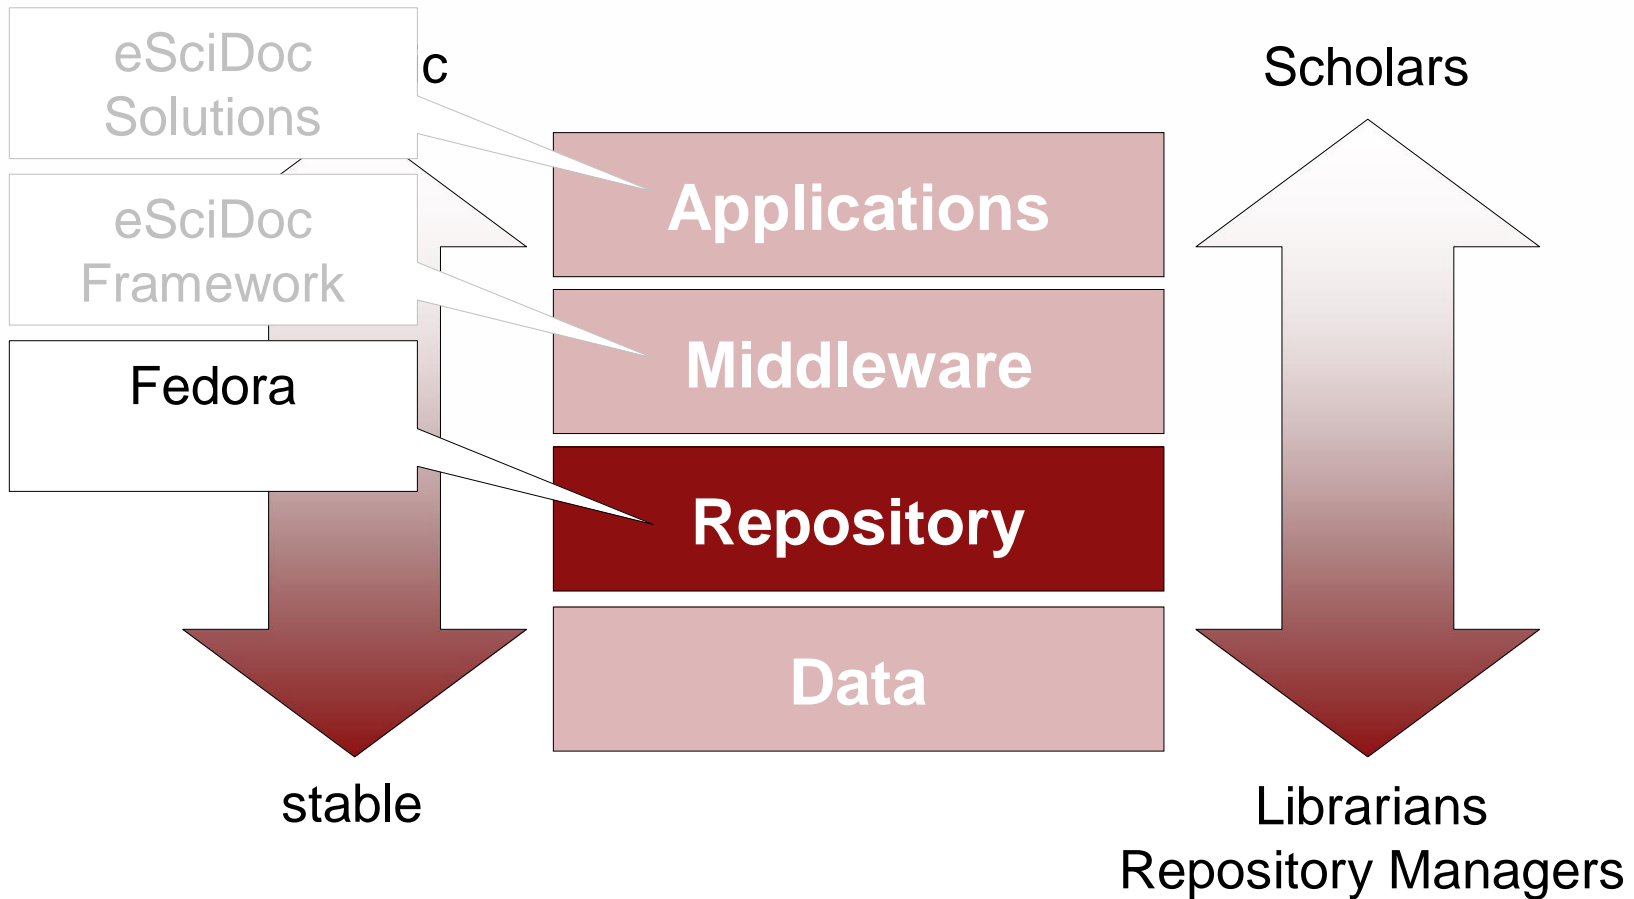 eSciDoc
Solutions
c
Scholars
Applications
eSciDoc
Framework
Middleware
Fedora
Repository
Data
stable
Librarians
Repository Managers